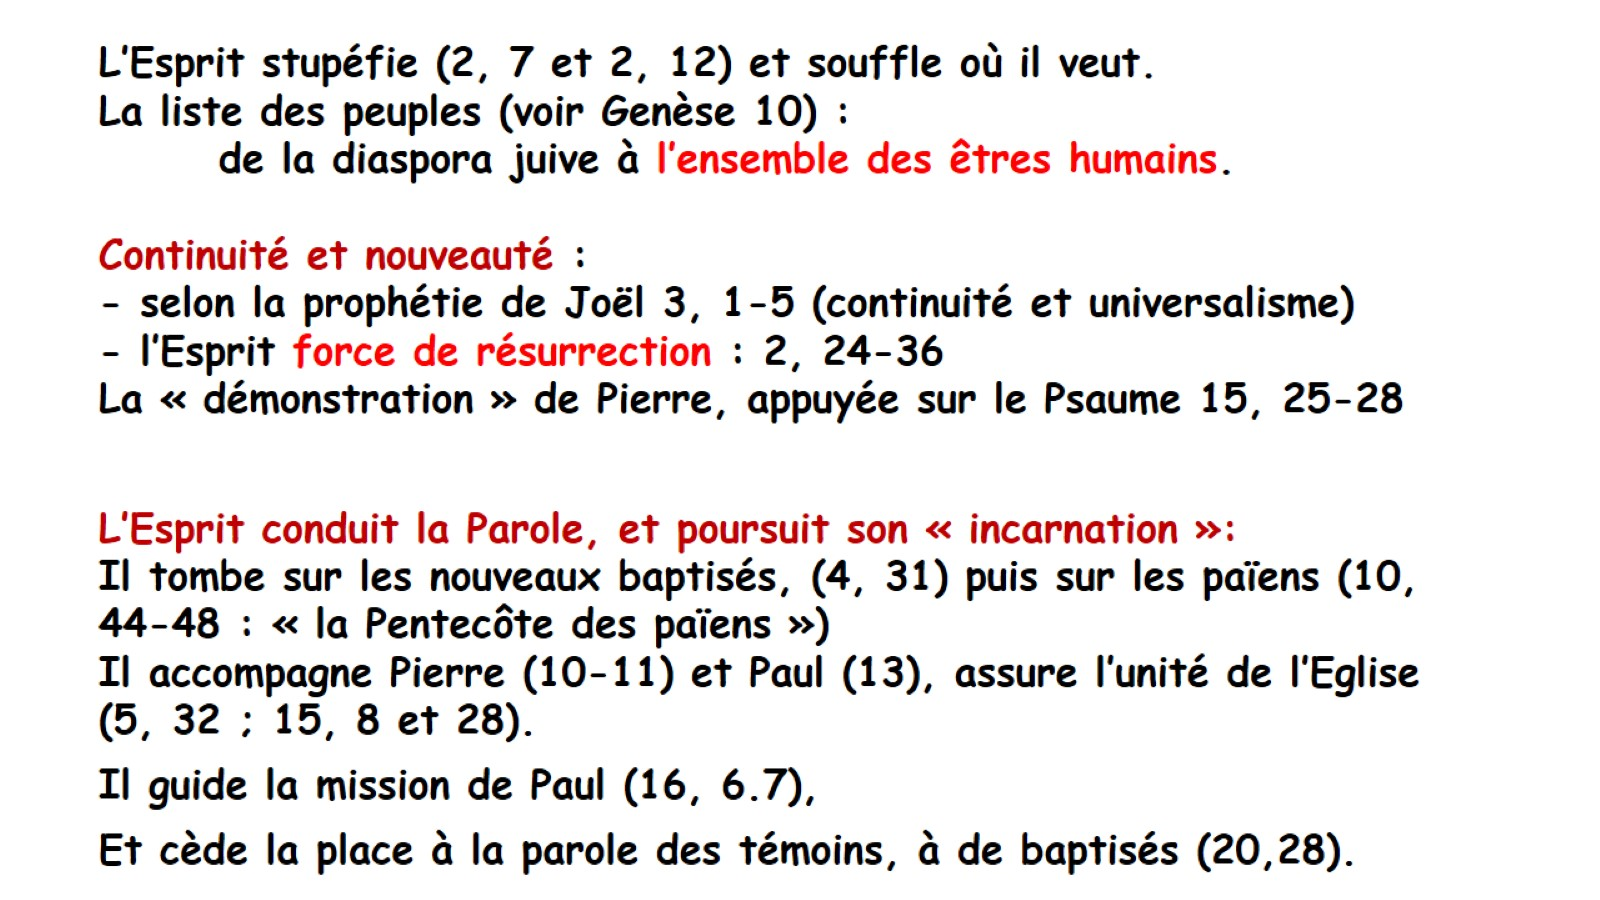 L'Esprit stupéfie (2, 7 et 2, 12) et souffle où il veut.
La liste des peuples (voir Genèse 10) :
de la diaspora juive à l'ensemble des êtres humains.
Continuité et nouveauté :
- selon la prophétie de Joël 3, 1-5 (continuité et universalisme)
- l'Esprit force de résurrection : 2, 24-36
La « démonstration » de Pierre, appuyée sur le Psaume 15, 25-28
L'Esprit conduit la Parole, et poursuit son « incarnation »:
Il tombe sur les nouveaux baptisés, (4, 31) puis sur les païens (10,
44-48 : « la Pentecôte des païens »)
Il accompagne Pierre (10-11) et Paul (13), assure l'unité de l'Eglise
(5, 32 ; 15, 8 et 28).
Il guide la mission de Paul (16, 6.7),
Et cède la place à la parole des témoins, à de baptisés (20,28).